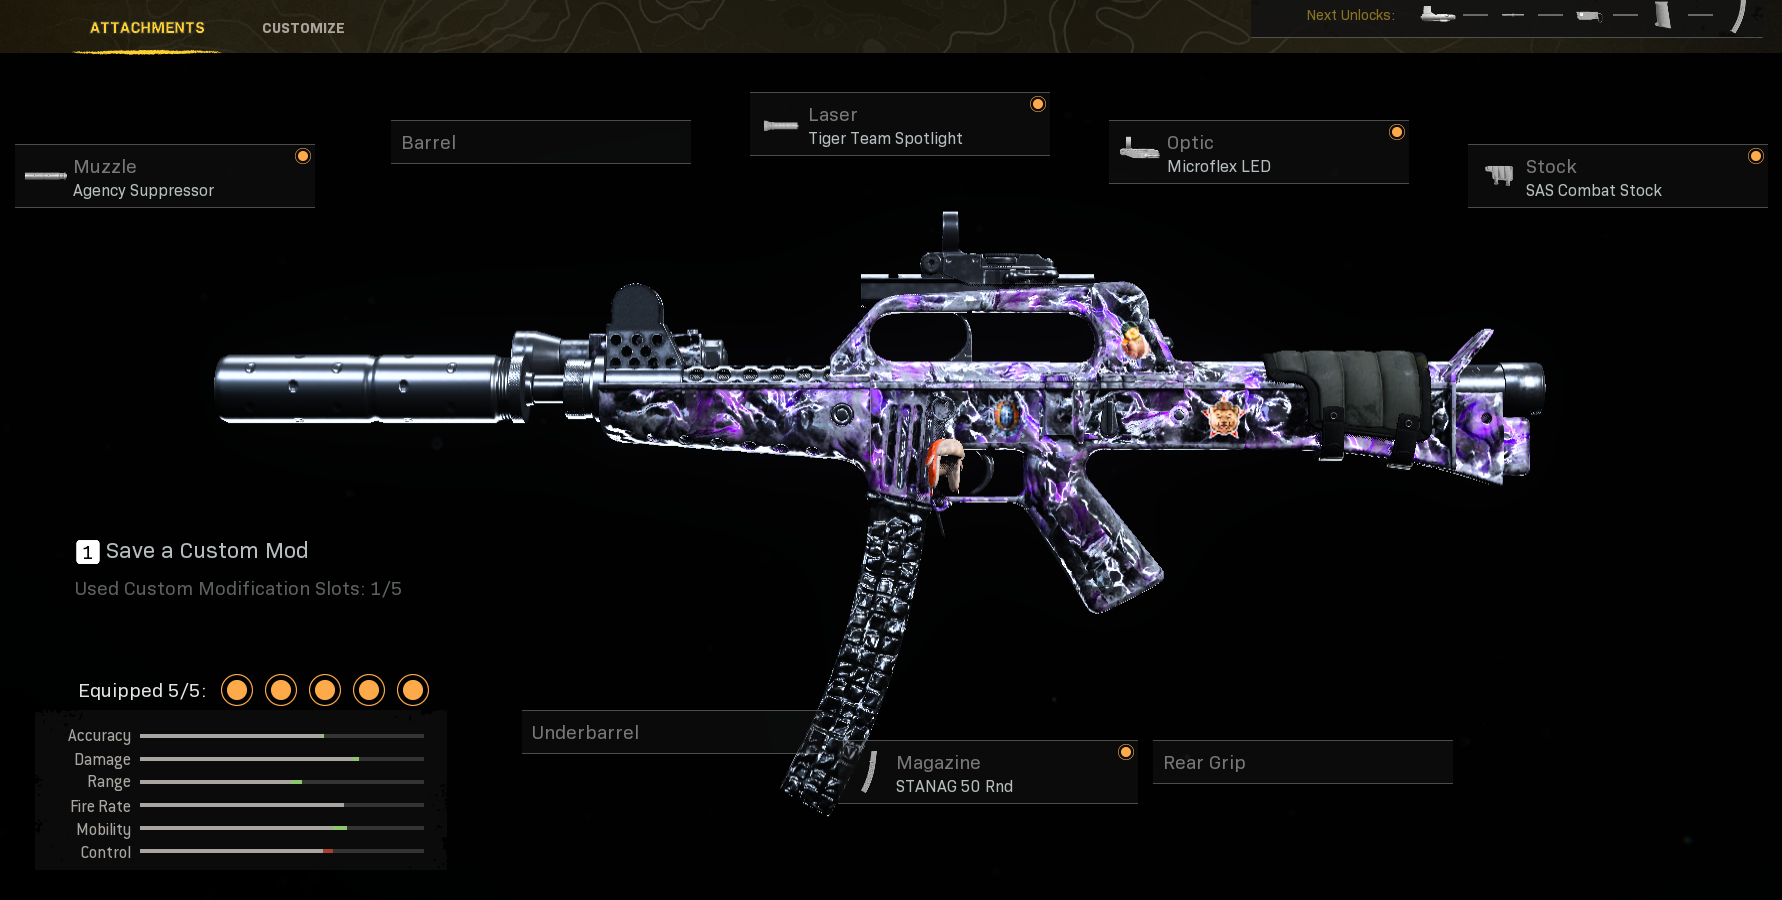 ATTACHMENTS
CUSTOMIZE
Next Unlocks:
Muzzle
Agency Suppressor
Barrel
Laser
Tiger Team Spotlight
Optic
Microflex LED
Stock
SAS Combat Stock
1 Save a Custom Mod
Used Custom Modification Slots: 1/5
Equipped 5/5:
Accuracy
Damage
Range
Fire Rate
Mobility
Control
Underbarrel
Magazine
STANAG 50 Rnd
Rear Grip